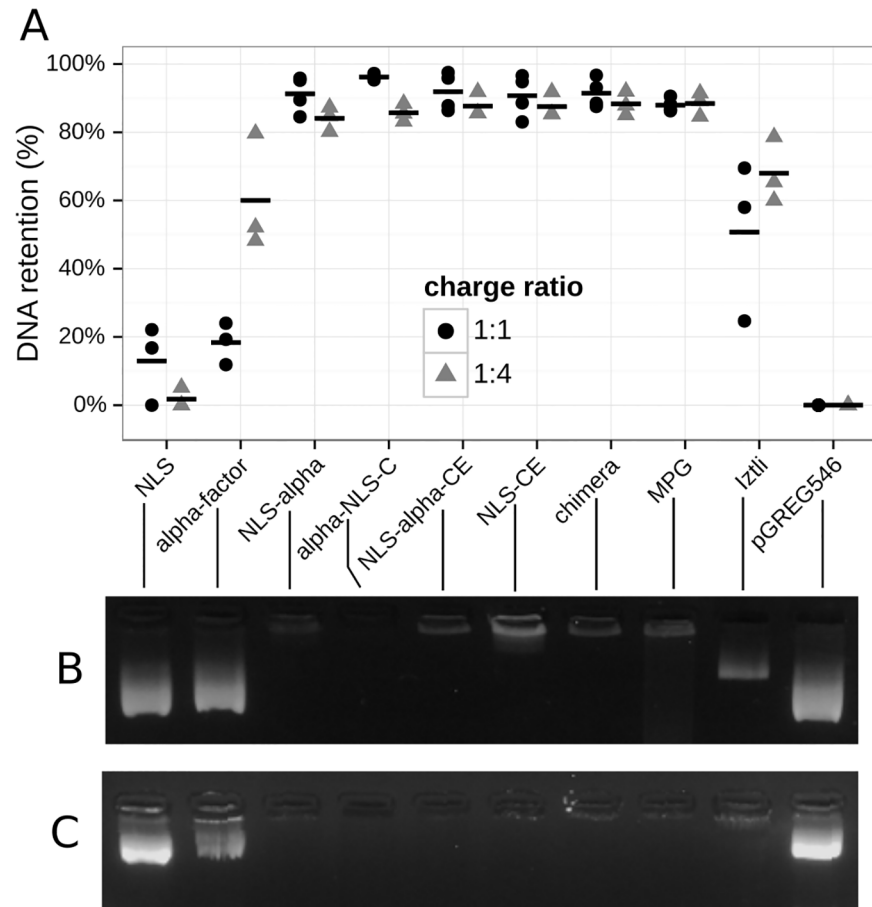 A
100%
80%
60%
40%
20%
0%
DNA retention (%)
charge ratio
1:1
1:4
NLS
alpha-factor
NLS-alpha
alpha-NLS-C
NLS-alpha-CE
NLS-CE
chimera
MPG
Iztli
pGREG546
B
C